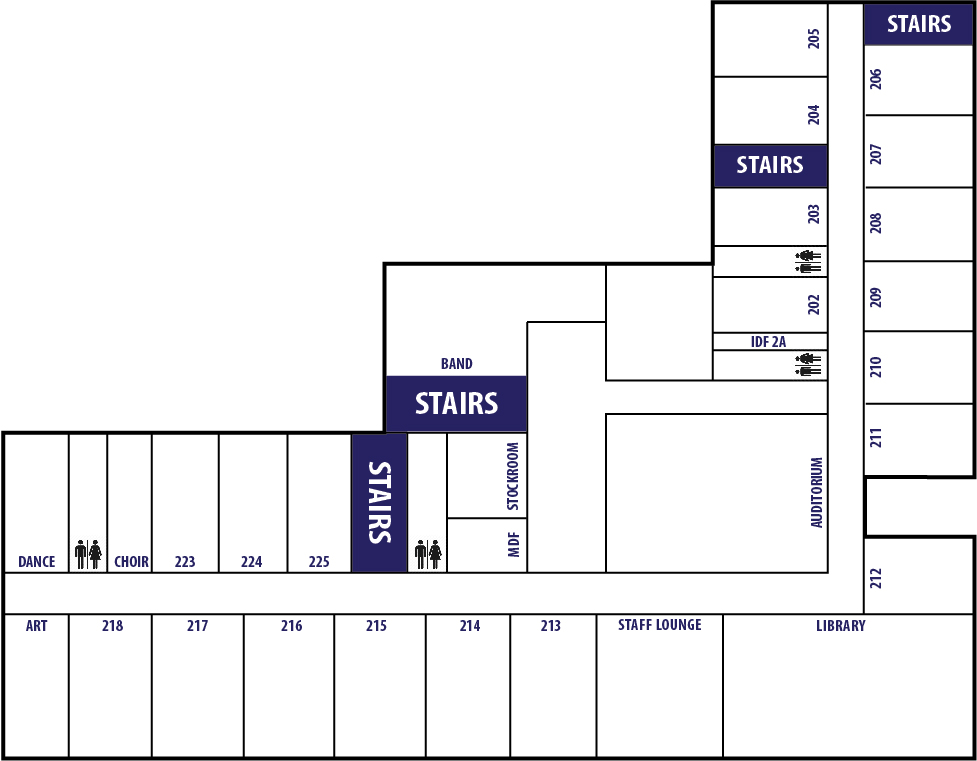 205
STAIRS
206
204
207
STAIRS
203
208
202
209
IDF 2A
BAND
210
STAIRS
211
STAIRS
STOCKROOM
AUDITORIUM
MDF
DANCE
CHOIR
223
224
225
212
ART
218
217
216
215
214
213
STAFF LOUNGE
LIBRARY